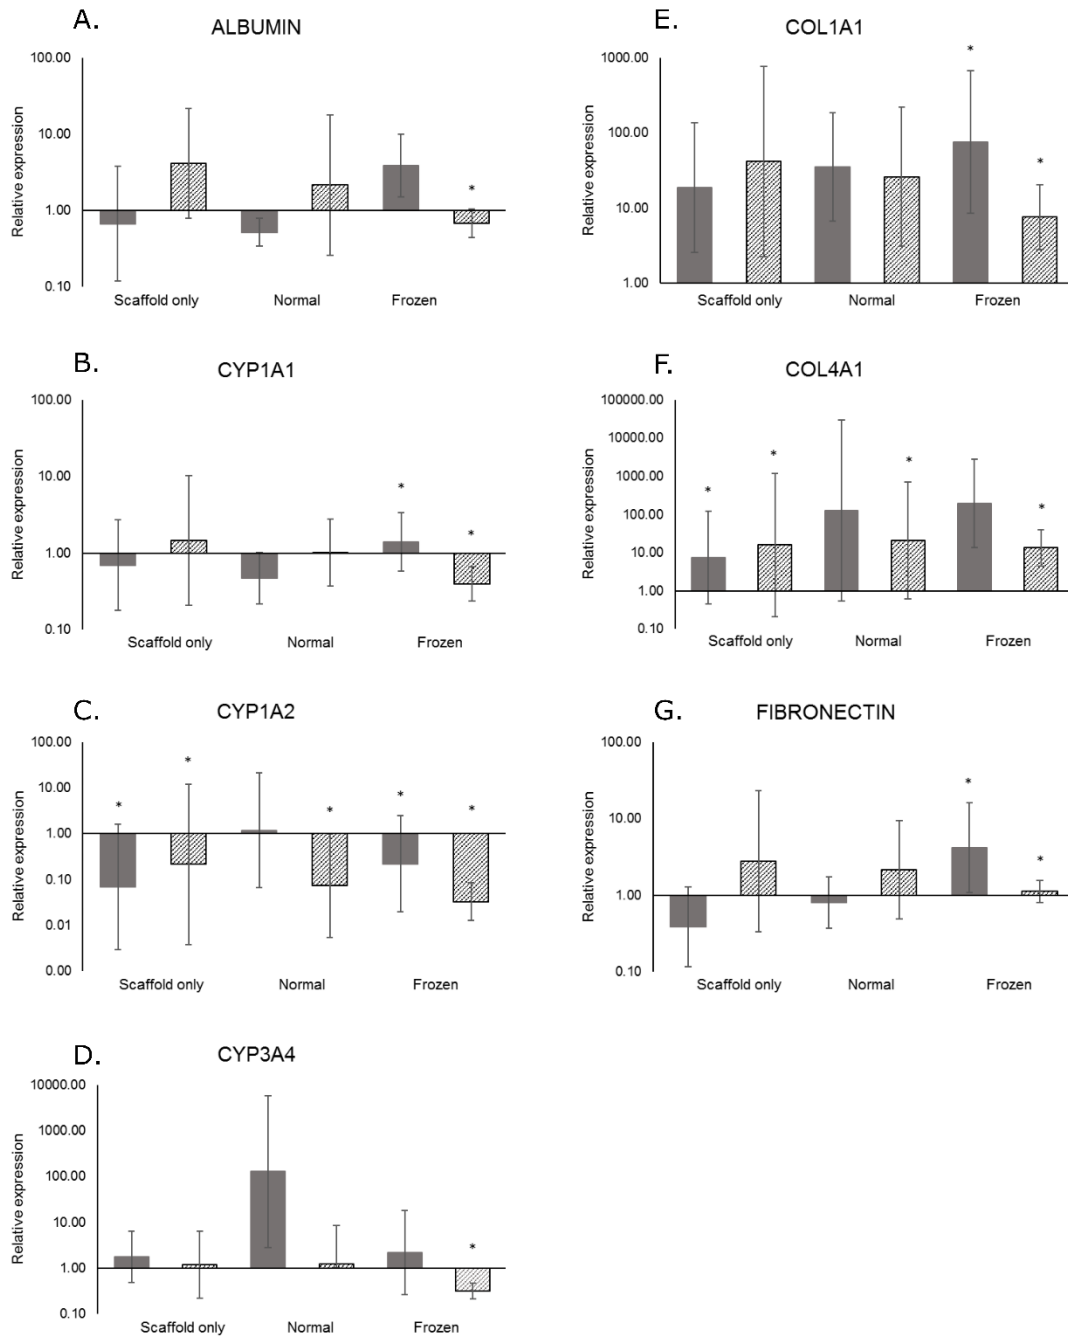 A.
ALBUMIN
Relative expression
100.00
10.00
1.00
0.10
*
Scaffold only Normal Frozen
B.
CYP1A1
Relative expression
100.00
10.00
1.00
0.10
* *
Scaffold only Normal Frozen
C.
CYP1A2
Relative expression
100.00
10.00
1.00
0.10
0.01
0.00
* * * * *
Scaffold only Normal Frozen
D.
CYP3A4
Relative expression
10000.00
1000.00
100.00
10.00
1.00
0.10
*
Scaffold only Normal Frozen
E.
COL1A1
Relative expression
1000.00
100.00
10.00
1.00
* *
Scaffold only Normal Frozen
F.
COL4A1
Relative expression
100000.00
10000.00
1000.00
100.00
10.00
1.00
0.10
* * * *
Scaffold only Normal Frozen
G.
FIBRONECTIN
Relative expression
100.00
10.00
1.00
0.10
* *
Scaffold only Normal Frozen